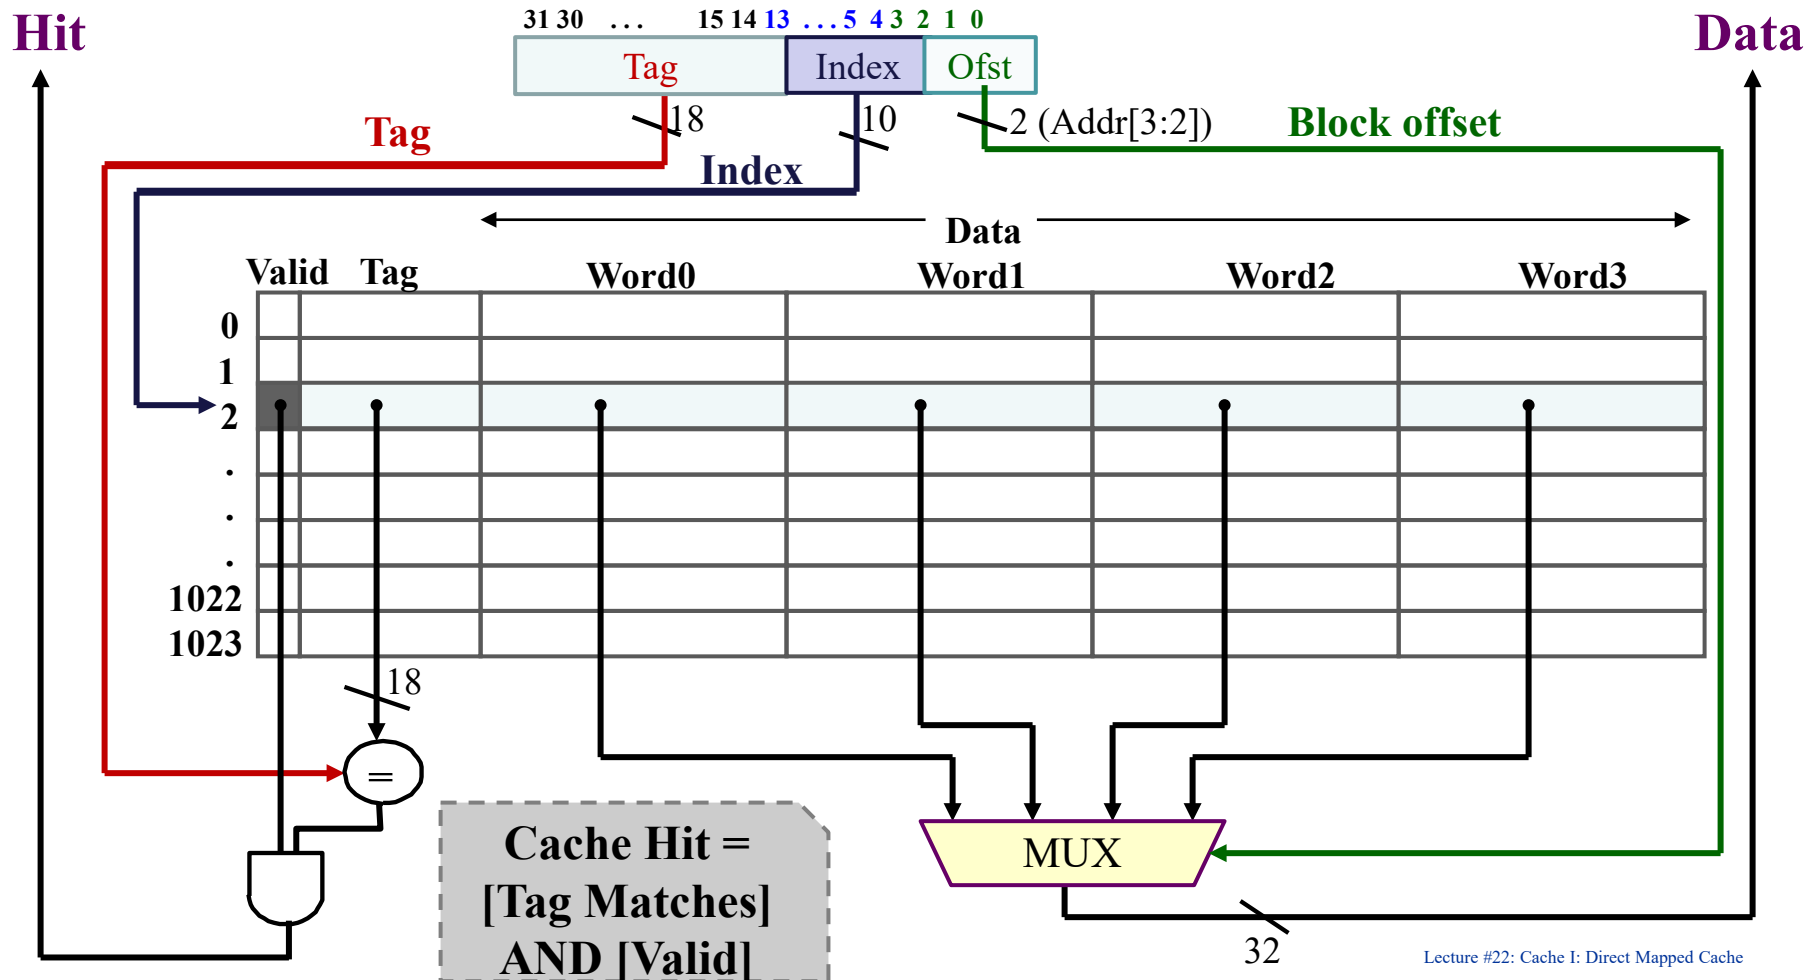 Hit
31 30 ... 15 14 13 ... 5 4 3 2 1 0
Data
Tag Index Ofst
18
10
2 (Addr[3:2])
Block offset
Tag
Index
Data
Valid Tag Word0 Word1 Word2 Word3
0
1
2
.
.
.
1022
1023
18
=
Cache Hit =
[Tag Matches]
AND [Valid]
MUX
32
Lecture #22: Cache I: Direct Mapped Cache